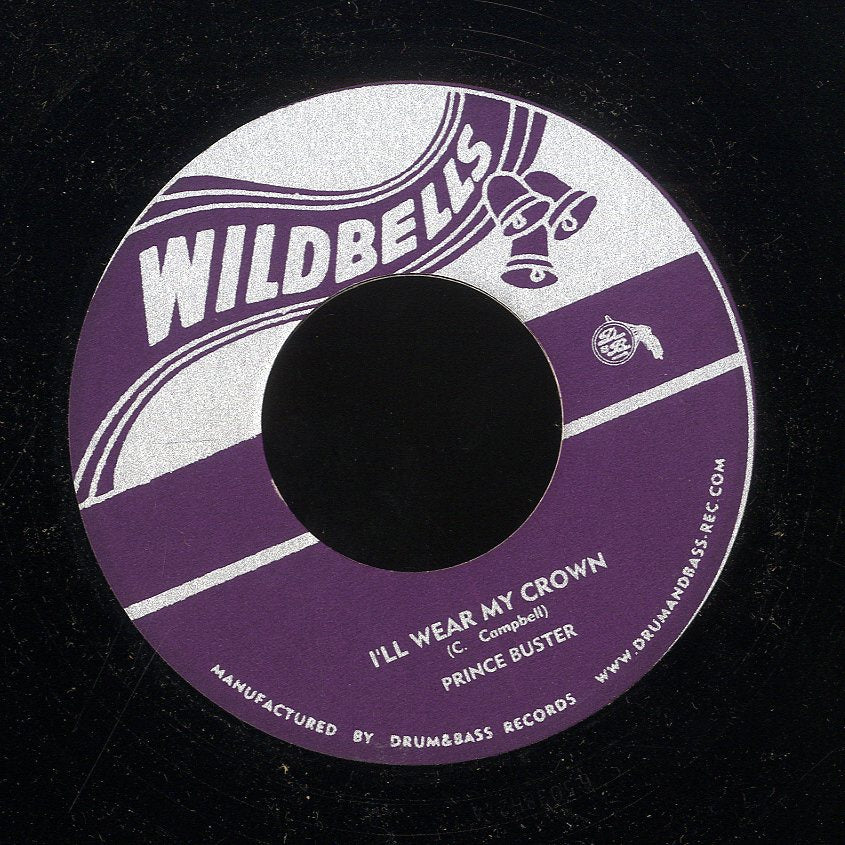 WILDBELLS
D
&B
I'LL WEAR MY CROWN
(C. Campbell)
PRINCE BUSTER
MANUFACTURED BY DRUM&BASS RECORDS
WWW.DRUMANDBASS-REC.COM